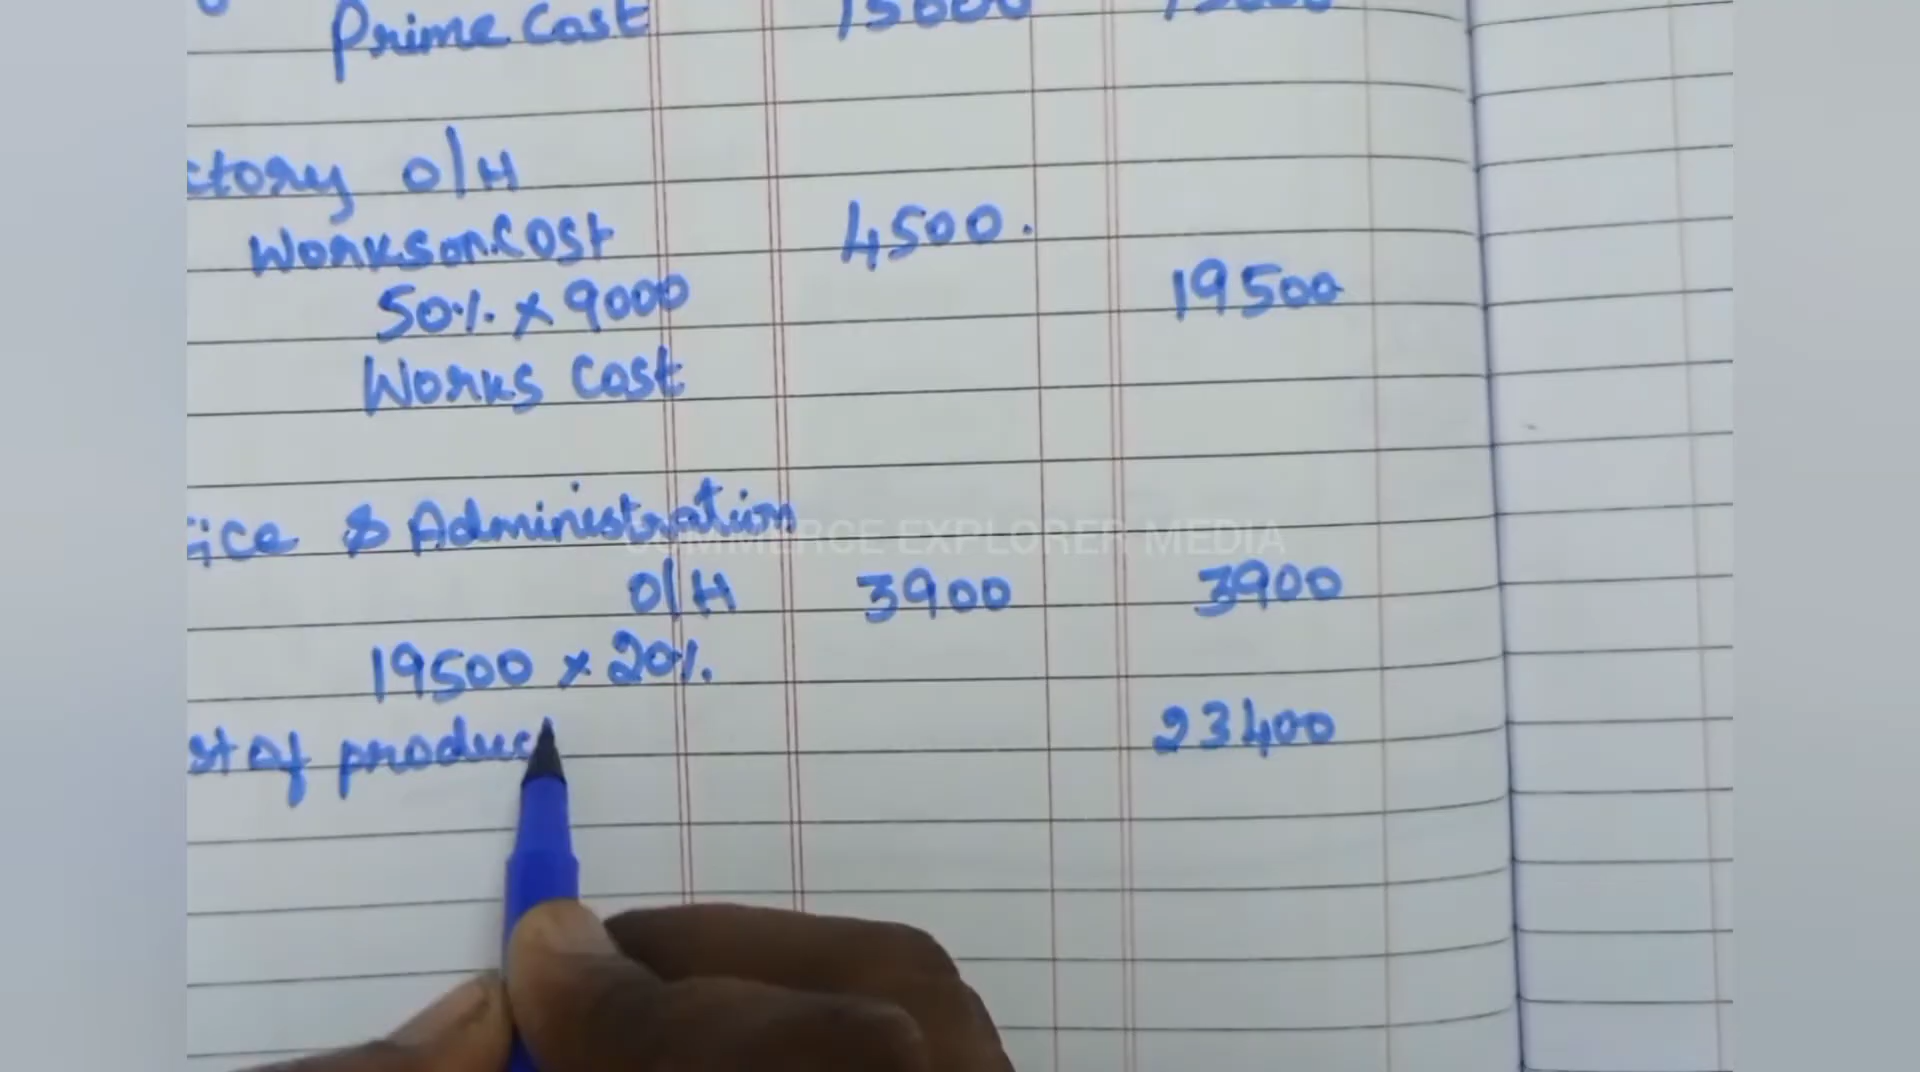 Prime Cost 15000
ctory O/H
Works on.Cost 4500.
50% x 9000 19500
Works Cost
ice & Administration
O/H 3900 3900
19500 x 20%
st of produc 23400
COMMERCE EXPLORER MEDIA